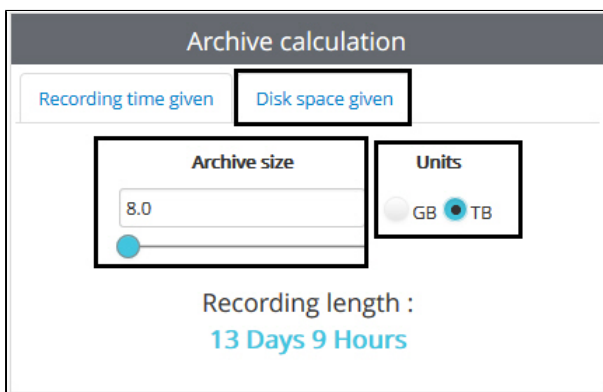 Archive calculation
Recording time given
Disk space given
Archive size
Units
8.0
GB
TB
Recording length :
13 Days 9 Hours